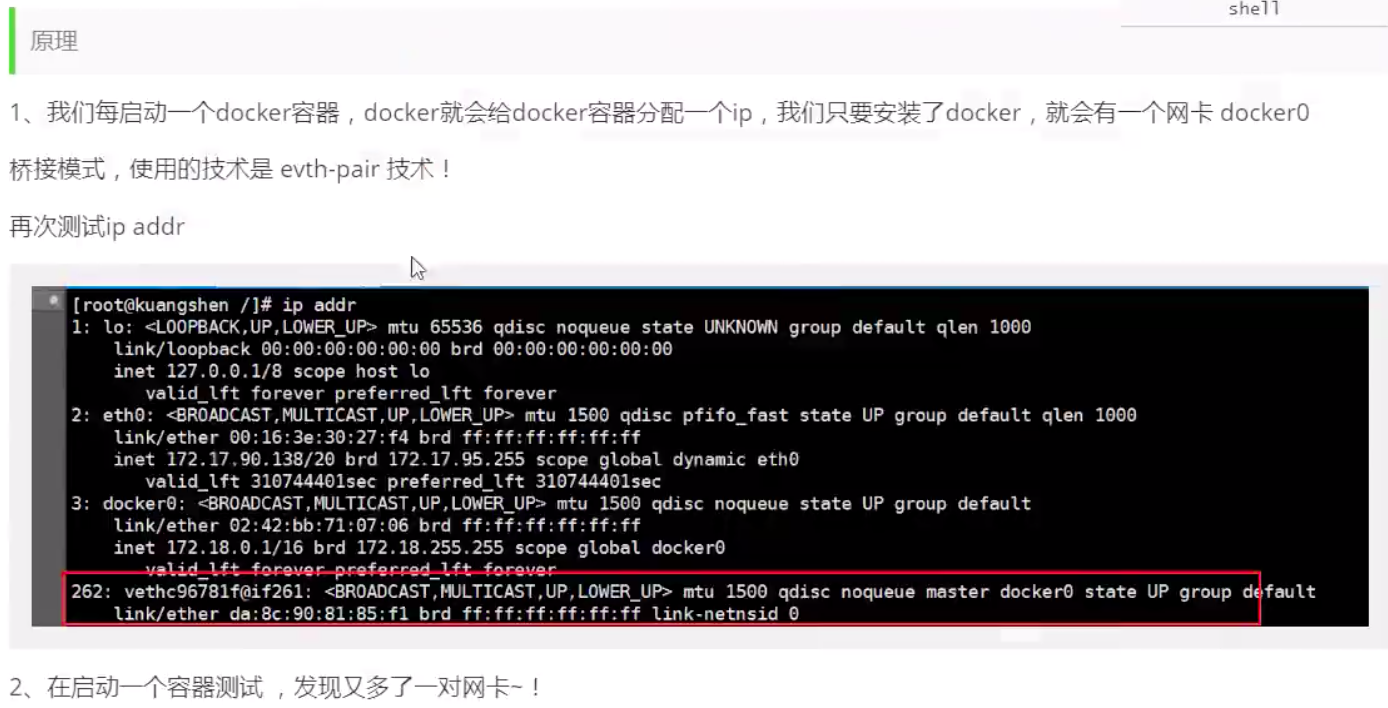 shell
原理
1、我们每启动一个docker容器，docker就会给docker容器分配一个ip，我们只要安装了docker，就会有一个网卡 docker0
桥接模式，使用的技术是 evth-pair 技术！
再次测试ip addr
[root@kuangshen /]# ip addr
1: lo: <LOOPBACK,UP,LOWER_UP> mtu 65536 qdisc noqueue state UNKNOWN group default qlen 1000
link/loopback 00:00:00:00:00:00 brd 00:00:00:00:00:00
inet 127.0.0.1/8 scope host lo
valid_lft forever preferred_lft forever
2: eth0: <BROADCAST,MULTICAST,UP,LOWER_UP> mtu 1500 qdisc pfifo_fast state UP group default qlen 1000
link/ether 00:16:3e:30:27:f4 brd ff:ff:ff:ff:ff:ff
inet 172.17.90.138/20 brd 172.17.95.255 scope global dynamic eth0
valid_lft 310744401sec preferred_lft 310744401sec
3: docker0: <BROADCAST,MULTICAST,UP,LOWER_UP> mtu 1500 qdisc noqueue state UP group default
link/ether 02:42:bb:71:07:06 brd ff:ff:ff:ff:ff:ff
inet 172.18.0.1/16 brd 172.18.255.255 scope global docker0
valid_lft forever preferred_lft forever
262: vethc96781f@if261: <BROADCAST,MULTICAST,UP,LOWER_UP> mtu 1500 qdisc noqueue master docker0 state UP group default
link/ether da:8c:90:81:85:f1 brd ff:ff:ff:ff:ff:ff link-netnsid 0
2、在启动一个容器测试 ，发现又多了一对网卡~！